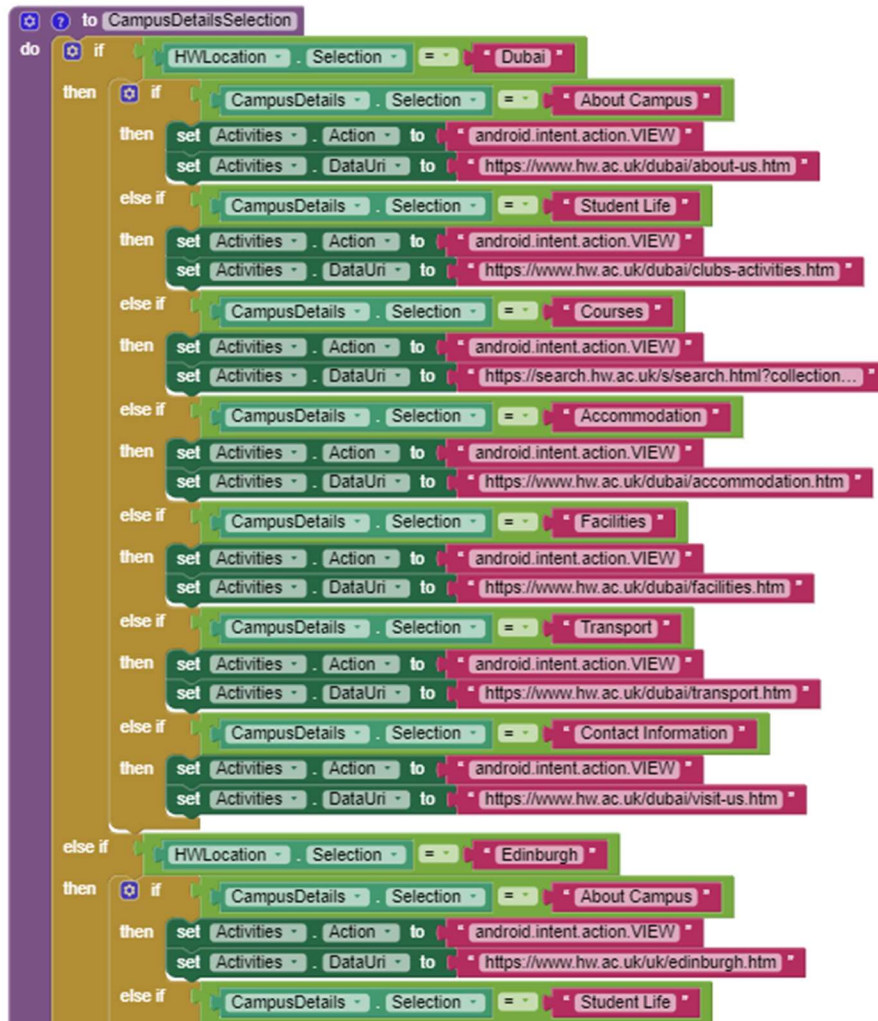 ? to CampusDetailsSelection
do if HWLocation . Selection = " Dubai "
then if CampusDetails . Selection = " About Campus "
then set Activities . Action to " android.intent.action.VIEW "
set Activities . DataUri to " https://www.hw.ac.uk/dubai/about-us.htm "
else if CampusDetails . Selection = " Student Life "
then set Activities . Action to " android.intent.action.VIEW "
set Activities . DataUri to " https://www.hw.ac.uk/dubai/clubs-activities.htm "
else if CampusDetails . Selection = " Courses "
then set Activities . Action to " android.intent.action.VIEW "
set Activities . DataUri to " https://search.hw.ac.uk/s/search.html?collection... "
else if CampusDetails . Selection = " Accommodation "
then set Activities . Action to " android.intent.action.VIEW "
set Activities . DataUri to " https://www.hw.ac.uk/dubai/accommodation.htm "
else if CampusDetails . Selection = " Facilities "
then set Activities . Action to " android.intent.action.VIEW "
set Activities . DataUri to " https://www.hw.ac.uk/dubai/facilities.htm "
else if CampusDetails . Selection = " Transport "
then set Activities . Action to " android.intent.action.VIEW "
set Activities . DataUri to " https://www.hw.ac.uk/dubai/transport.htm "
else if CampusDetails . Selection = " Contact Information "
then set Activities . Action to " android.intent.action.VIEW "
set Activities . DataUri to " https://www.hw.ac.uk/dubai/visit-us.htm "
else if HWLocation . Selection = " Edinburgh "
then if CampusDetails . Selection = " About Campus "
then set Activities . Action to " android.intent.action.VIEW "
set Activities . DataUri to " https://www.hw.ac.uk/uk/edinburgh.htm "
else if CampusDetails . Selection = " Student Life "